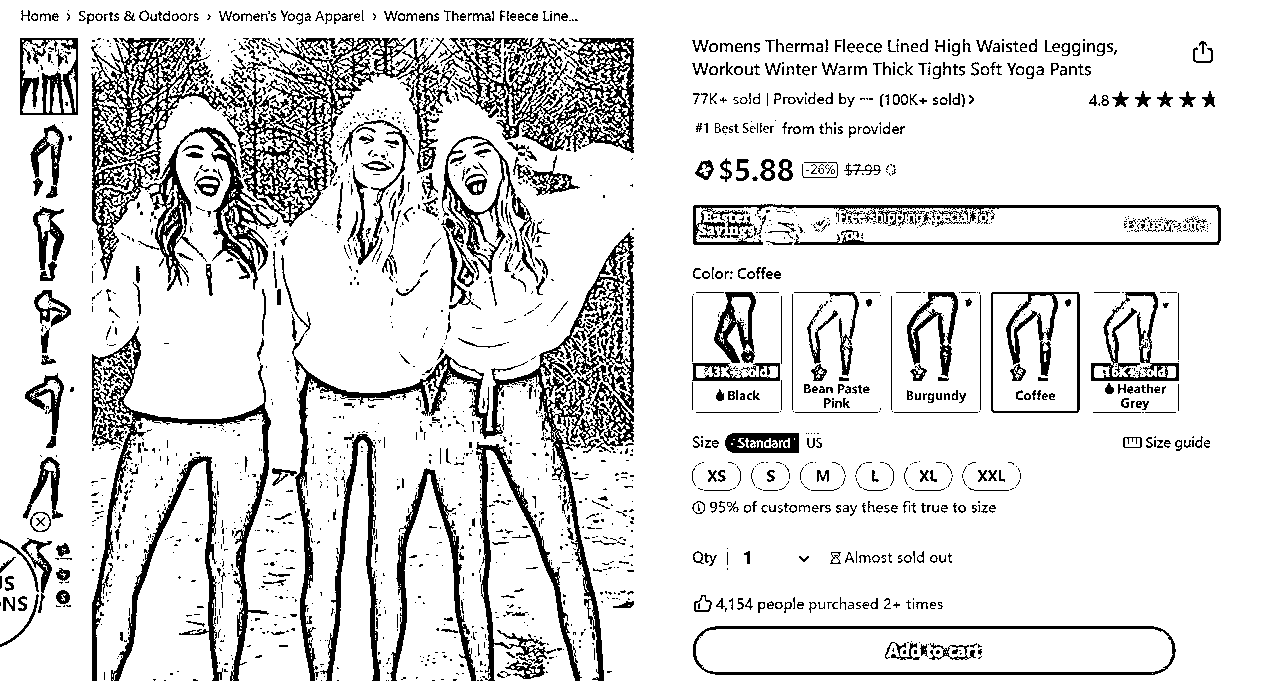 Home › Sports & Outdoors › Women's Yoga Apparel › Womens Thermal Fleece Line...
Womens Thermal Fleece Lined High Waisted Leggings,
Workout Winter Warm Thick Tights Soft Yoga Pants
77K+ sold | Provided by --- (100K+ sold) ›
4.8
#1 Best Seller from this provider
$5.88 -26% $7.99
Easter
Savings
Free shipping special for
you
Exclusive offer
Color: Coffee
(43K+ sold)
Black
Bean Paste
Pink
Burgundy
Coffee
Heather
Grey
Size Standard US
Size guide
XS S M L XL XXL
95% of customers say these fit true to size
Qty 1 Almost sold out
4,154 people purchased 2+ times
Add to cart